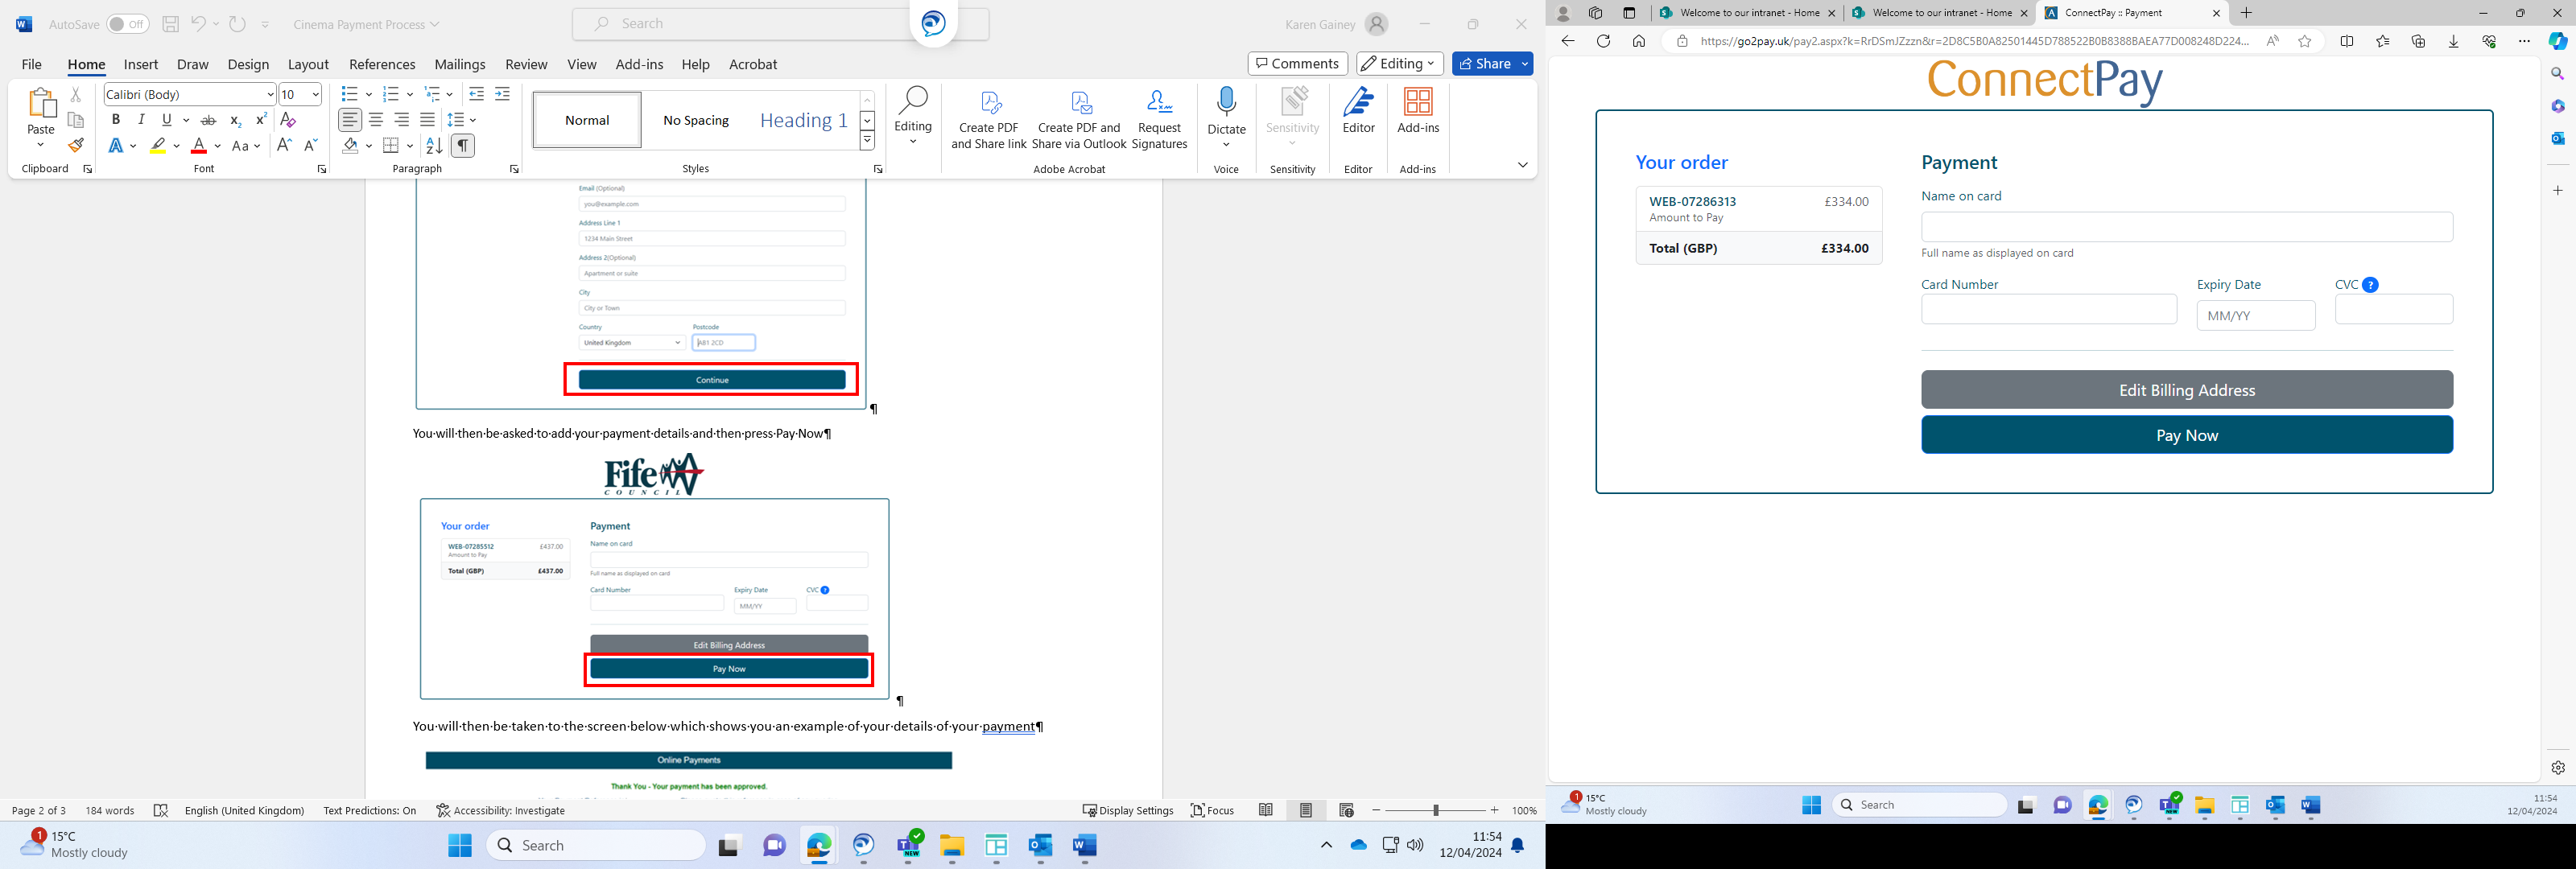 AutoSave Off Cinema Payment Process Search Karen Gainey
File Home Insert Draw Design Layout References Mailings Review View Add-ins Help Acrobat Comments Editing Share
Paste
Clipboard
Calibri (Body) 10
B I U ab x2 x2
A A Aa A A
Font
Paragraph
Normal No Spacing Heading 1
Styles
Editing
Create PDF and Share link
Create PDF and Share via Outlook
Request Signatures
Adobe Acrobat
Dictate
Voice
Sensitivity
Sensitivity
Editor
Editor
Add-ins
Add-ins
Email (Optional)
you@example.com
Address Line 1
1234 Main Street
Address 2(Optional)
Apartment or suite
City
City or Town
Country Postcode
United Kingdom AB1 2CD
Continue
¶
You·will·then·be·asked·to·add·your·payment·details·and·then·press·Pay·Now¶
Fife
COUNCIL
Your order
WEB-07285512 £437.00
Amount to Pay
Total (GBP) £437.00
Payment
Name on card
Full name as displayed on card
Card Number Expiry Date CVC ?
MM/YY
Edit Billing Address
Pay Now
¶
You·will·then·be·taken·to·the·screen·below·which·shows·you·an·example·of·your·details·of·your·payment¶
Online Payments
Thank You - Your payment has been approved.
Page 2 of 3 184 words English (United Kingdom) Text Predictions: On Accessibility: Investigate Display Settings Focus 100%
1 15°C
Mostly cloudy
Search
NEW
11:54
12/04/2024
Welcome to our intranet - Home Welcome to our intranet - Home ConnectPay :: Payment
https://go2pay.uk/pay2.aspx?k=RrDSmJZzzn&r=2D8C5B0A82501445D788522B0B8388BAEA77D008248D224...
ConnectPay
Your order
WEB-07286313 £334.00
Amount to Pay
Total (GBP) £334.00
Payment
Name on card
Full name as displayed on card
Card Number Expiry Date CVC ?
MM/YY
Edit Billing Address
Pay Now
1 15°C
Mostly cloudy
Search
11:54
12/04/2024